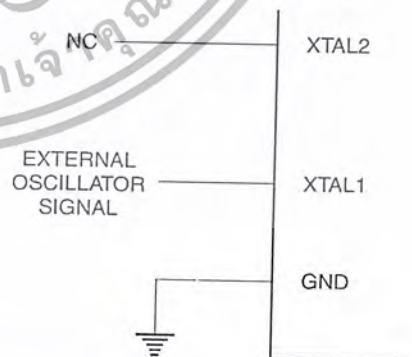 NC
XTAL2
EXTERNAL
OSCILLATOR
SIGNAL
XTAL1
GND